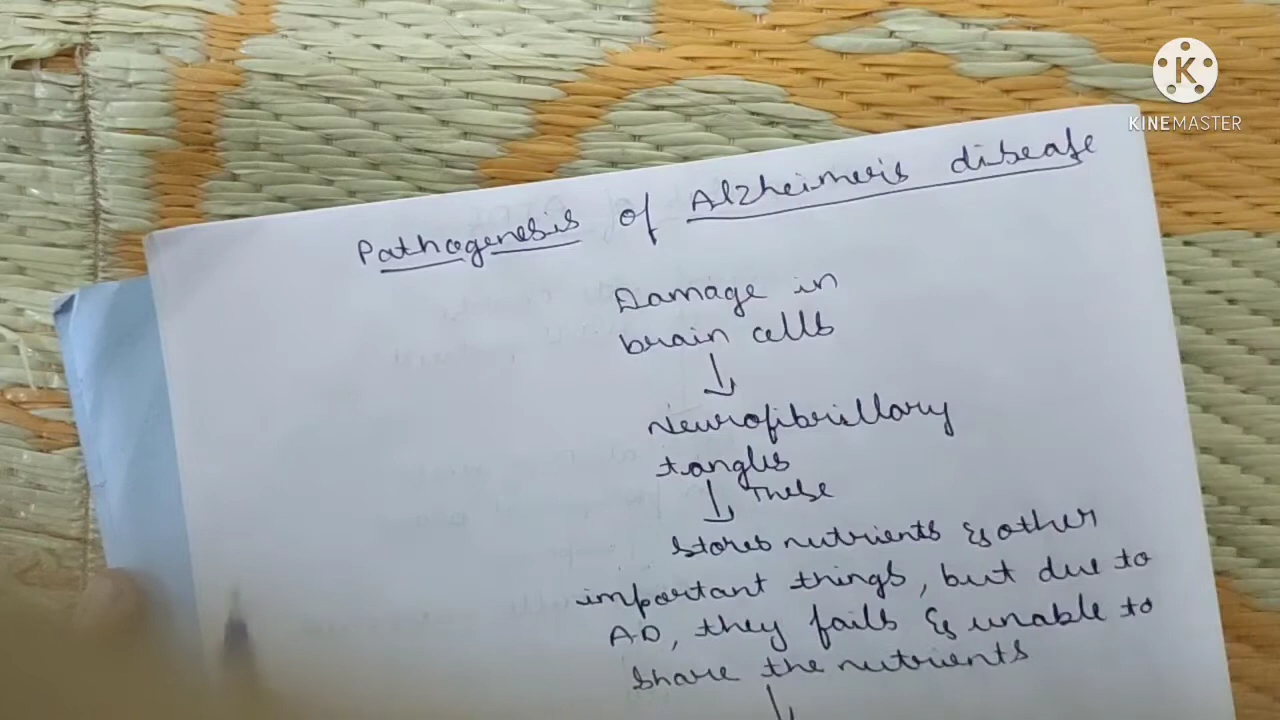 K
KINEMASTER
Pathogenesis of Alzheimer's disease
Damage in
brain cells
↓
Neurofibrillary
tangles
↓ These
stores nutrients & other
important things, but due to
AD, they fails & unable to
share the nutrients
↓